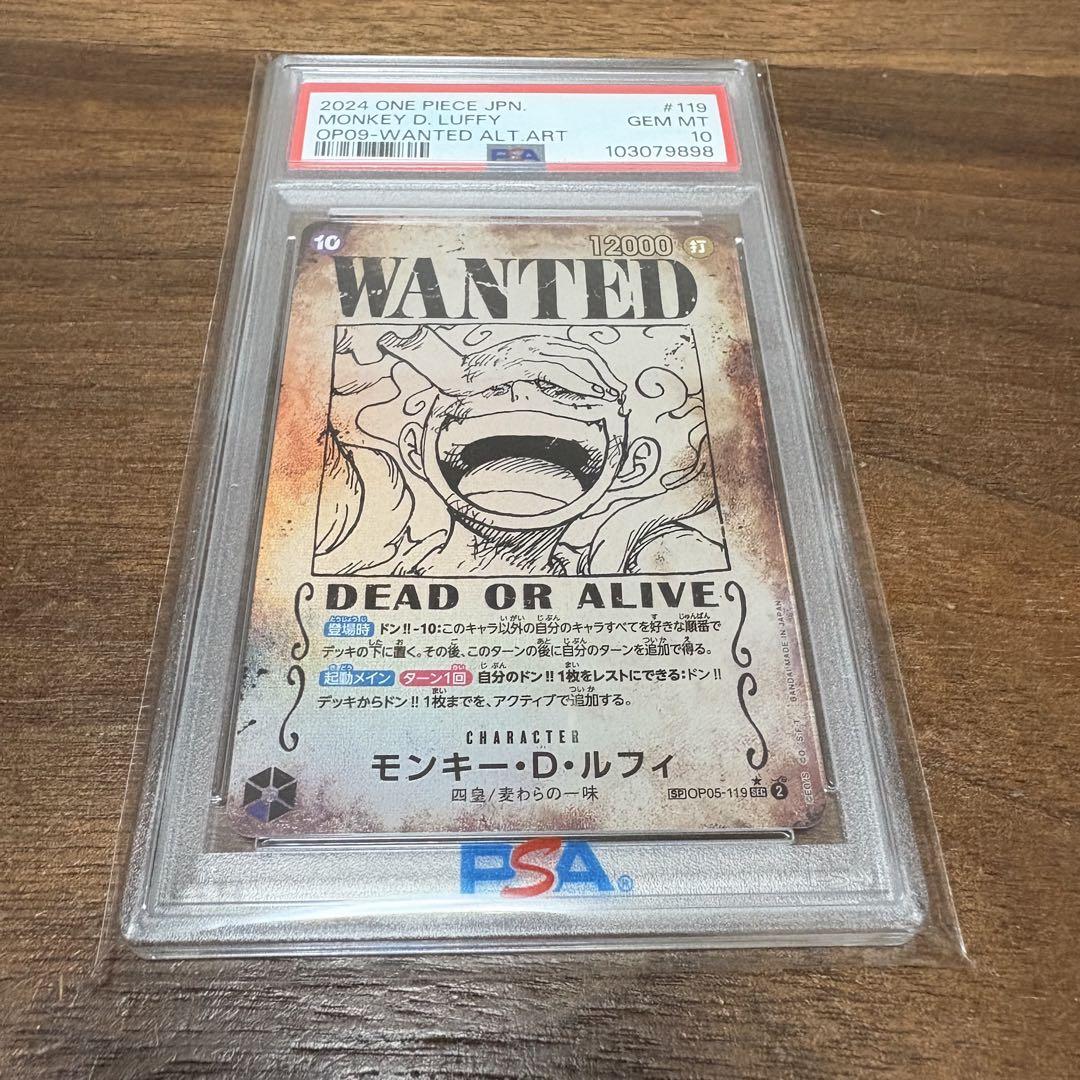 2024 ONE PIECE JPN. #119
MONKEY D. LUFFY GEM MT
OP09-WANTED ALT.ART 10
PSA 103079898
10 12000 打
WANTED
DEAD OR ALIVE
登場時 ドン!!-10:このキャラ以外の自分のキャラすべてを好きな順番で
デッキの下に置く。その後、このターンの後に自分のターンを追加で得る。
起動メイン ターン1回 自分のドン!!1枚をレストにできる:ドン!!
デッキからドン!!1枚までを、アクティブで追加する。
CHARACTER
モンキー・D・ルフィ
四皇/麦わらの一味
SP OP05-119 SEC 2
BANDAI MADE IN JAPAN
PSA®